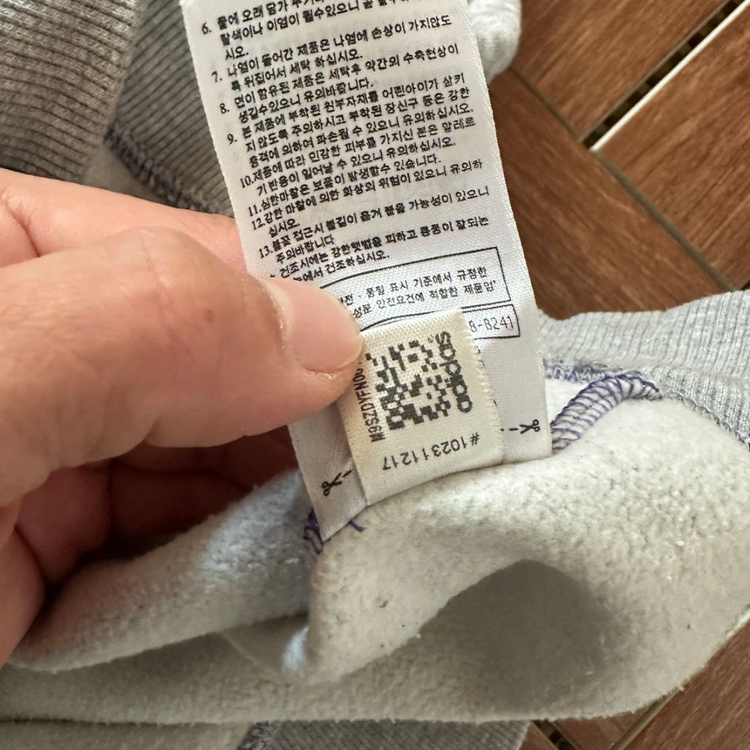 6. 물에 오래 담가
탈색이나 이염이 될수있으니
시오.
7. 나염이 들어간 제품은 나염에 손상이 가지않도
록 뒤집어서 세탁 하십시오.
8. 면이 함유된 제품은 세탁후 약간의 수축현상이
생길수있으니 유의바랍니다.
9. 본 제품에 부착된 원부자재를 어린아이가 삼키
지않도록 주의하시고 부착된 장신구 등은 강한
충격에 의하여 파손될 수 있으니 유의하십시오.
10.제품에 따라 민감한 피부를 가지신 분은 알레르
기 반응이 일어날 수 있으니 유의하십시오.
11.심한마찰은 보풀이 발생할수 있습니다.
12.강한 마찰에 의한 화상의 위험이 있으니 유의하
십시오.
13.불꽃 접근시 불길이 옮겨 붙을 가능성이 있으니
주의바랍니다
건조시에는 강한햇볕을 피하고 통풍이 잘되는
에서 건조하십시오.
품질 표시 기준에서 규정한
안전요건에 적합한 제품임'
8-8241
adidas
#102311217